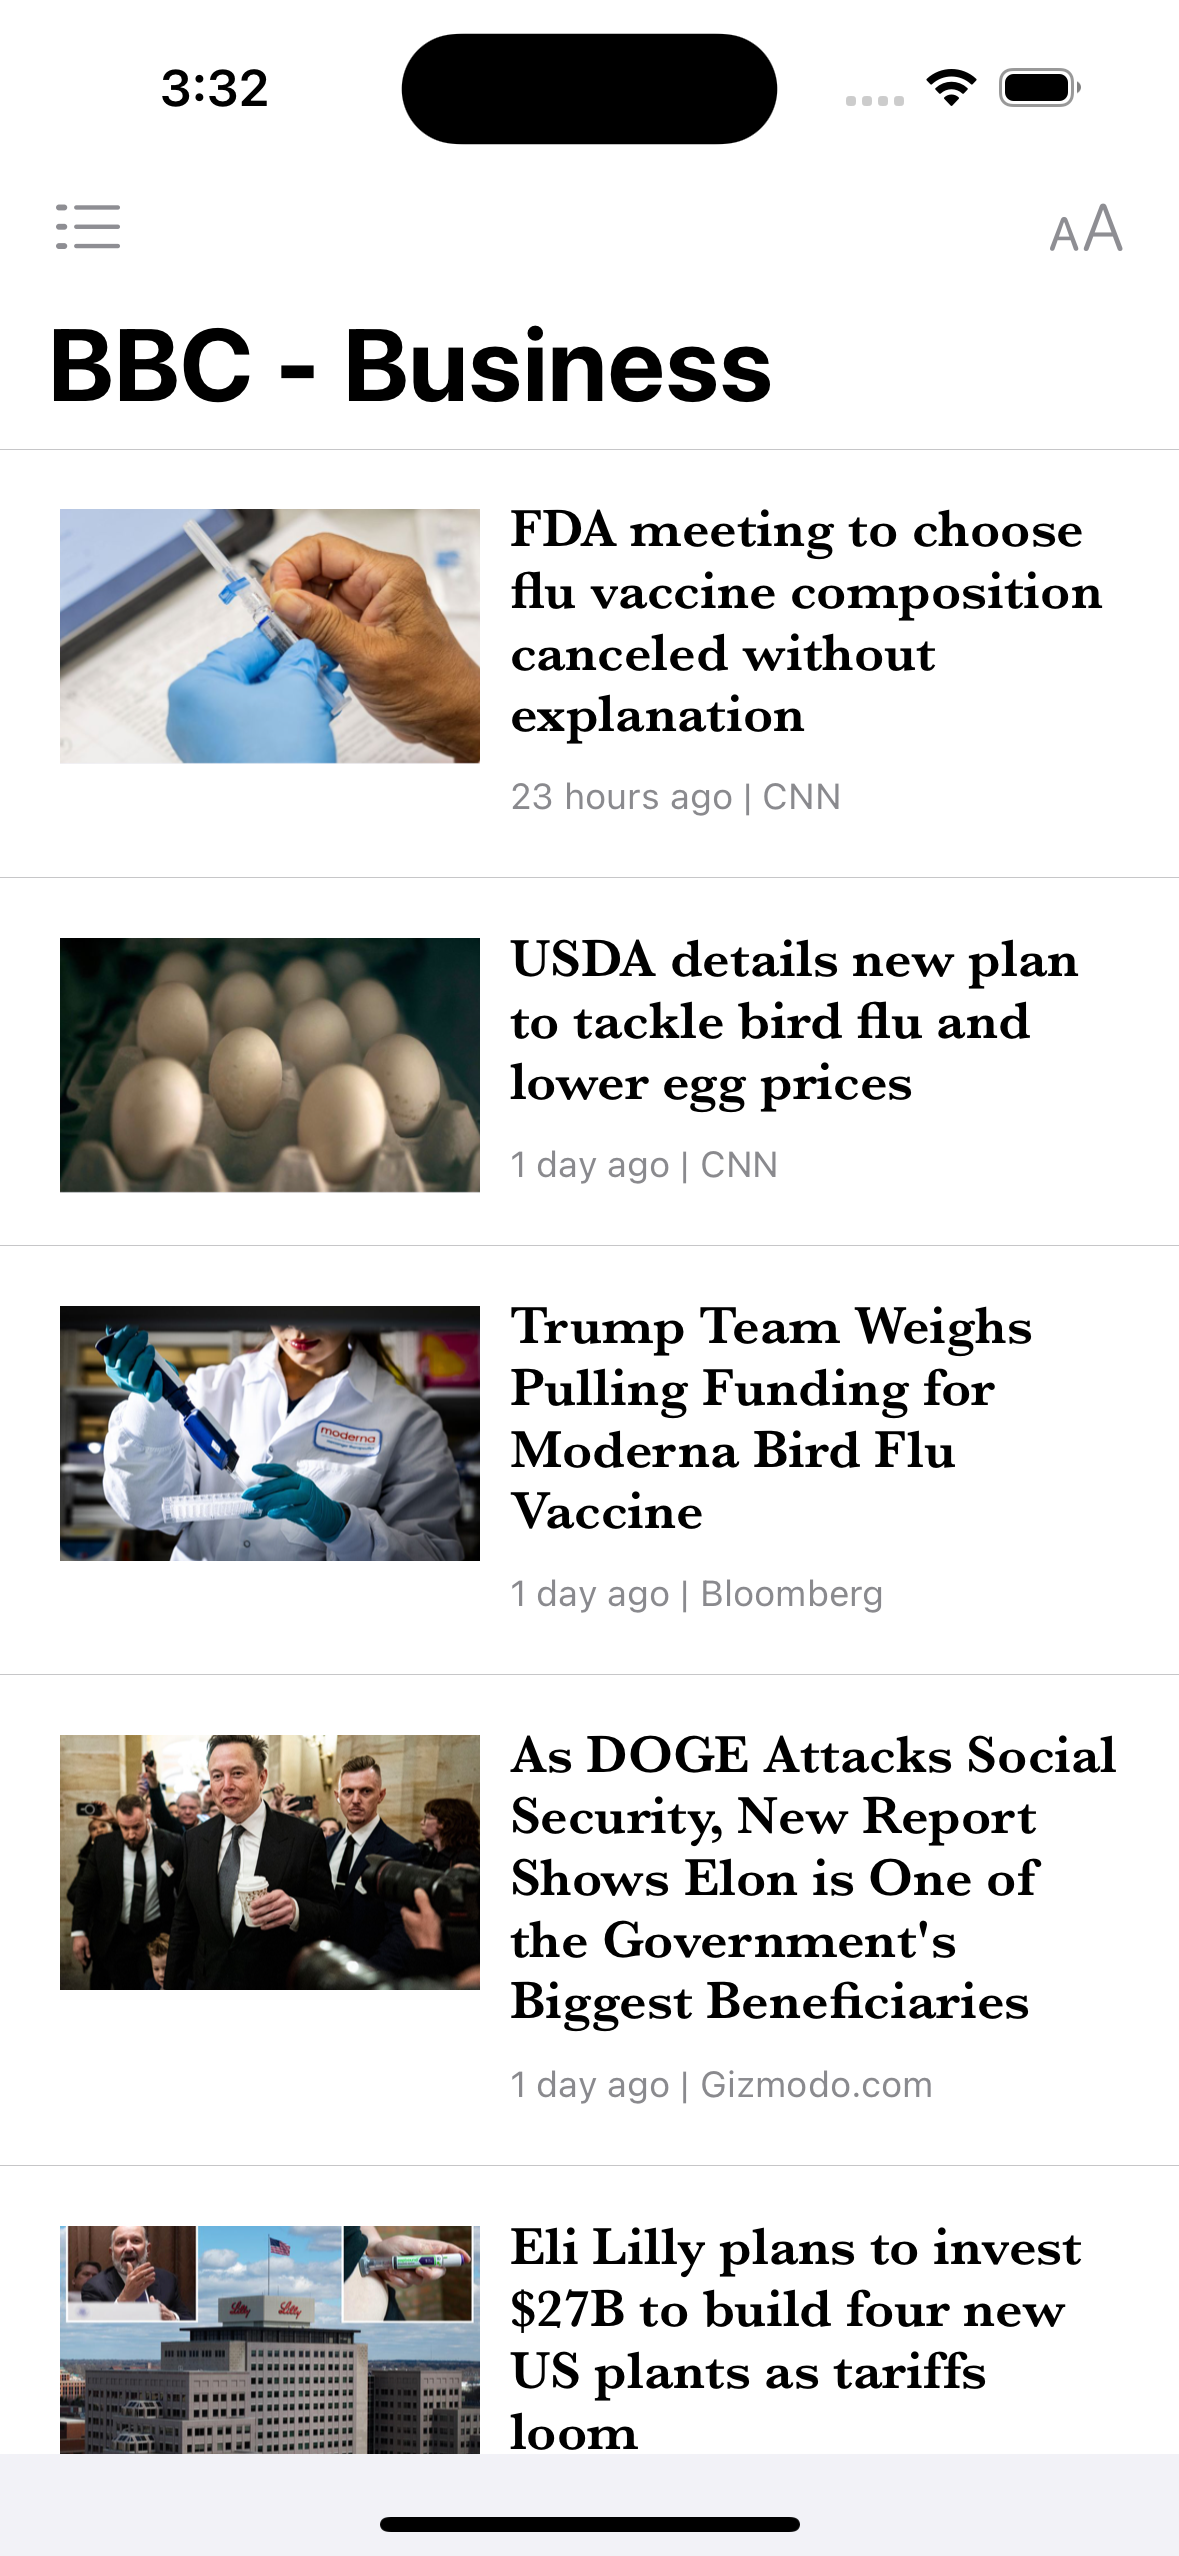 3:32
AA
BBC - Business
FDA meeting to choose
flu vaccine composition
canceled without
explanation
23 hours ago | CNN
USDA details new plan
to tackle bird flu and
lower egg prices
1 day ago | CNN
Trump Team Weighs
Pulling Funding for
Moderna Bird Flu
Vaccine
moderna
1 day ago | Bloomberg
As DOGE Attacks Social
Security, New Report
Shows Elon is One of
the Government's
Biggest Beneficiaries
1 day ago | Gizmodo.com
Eli Lilly plans to invest
$27B to build four new
US plants as tariffs
loom
Lilly Lilly